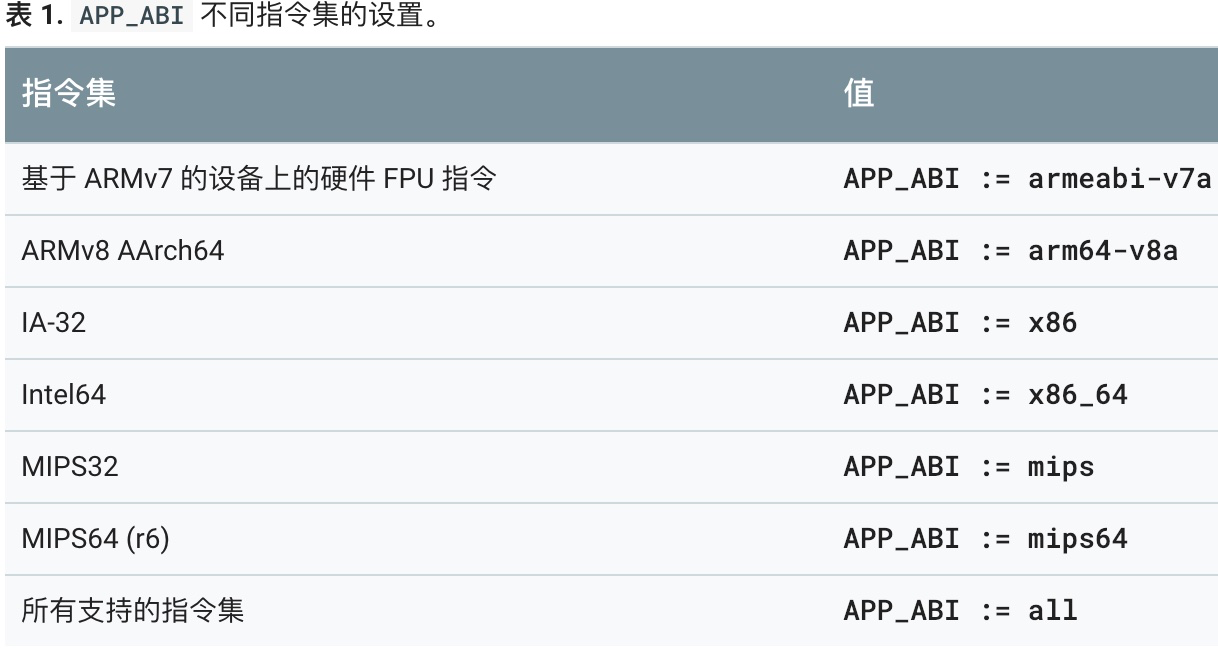 表 1. APP_ABI 不同指令集的设置。
指令集 值
基于 ARMv7 的设备上的硬件 FPU 指令 APP_ABI := armeabi-v7a
ARMv8 AArch64 APP_ABI := arm64-v8a
IA-32 APP_ABI := x86
Intel64 APP_ABI := x86_64
MIPS32 APP_ABI := mips
MIPS64 (r6) APP_ABI := mips64
所有支持的指令集 APP_ABI := all